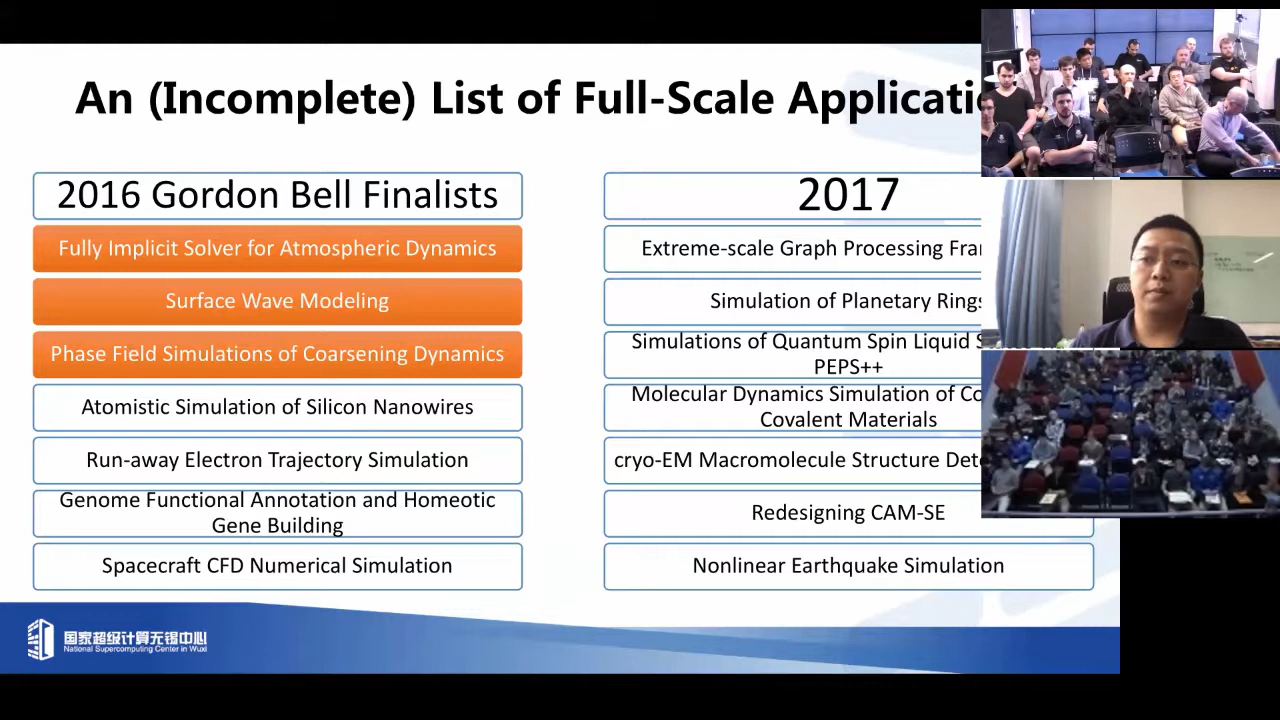 An (Incomplete) List of Full-Scale
2016 Gordon Bell Finalists
Fully Implicit Solver for Atmospheric Dynamics
Surface Wave Modeling
Phase Field Simulations of Coarsening Dynamics
Atomistic Simulation of Silicon Nanowires
Run-away Electron Trajectory Simulation
Genome Functional Annotation and Homeotic
Gene Building
Spacecraft CFD Numerical Simulation
2017
Extreme-scale Graph Processing
Simulation of Planetary Rings
Simulations of Quantum Spin Liquid
PEPS++
Molecular Dynamics Simulation of
Covalent Materials
cryo-EM Macromolecule Structure
Redesigning CAM-SE
Nonlinear Earthquake Simulation
国家超级计算无锡中心
National Supercomputing Center in Wuxi